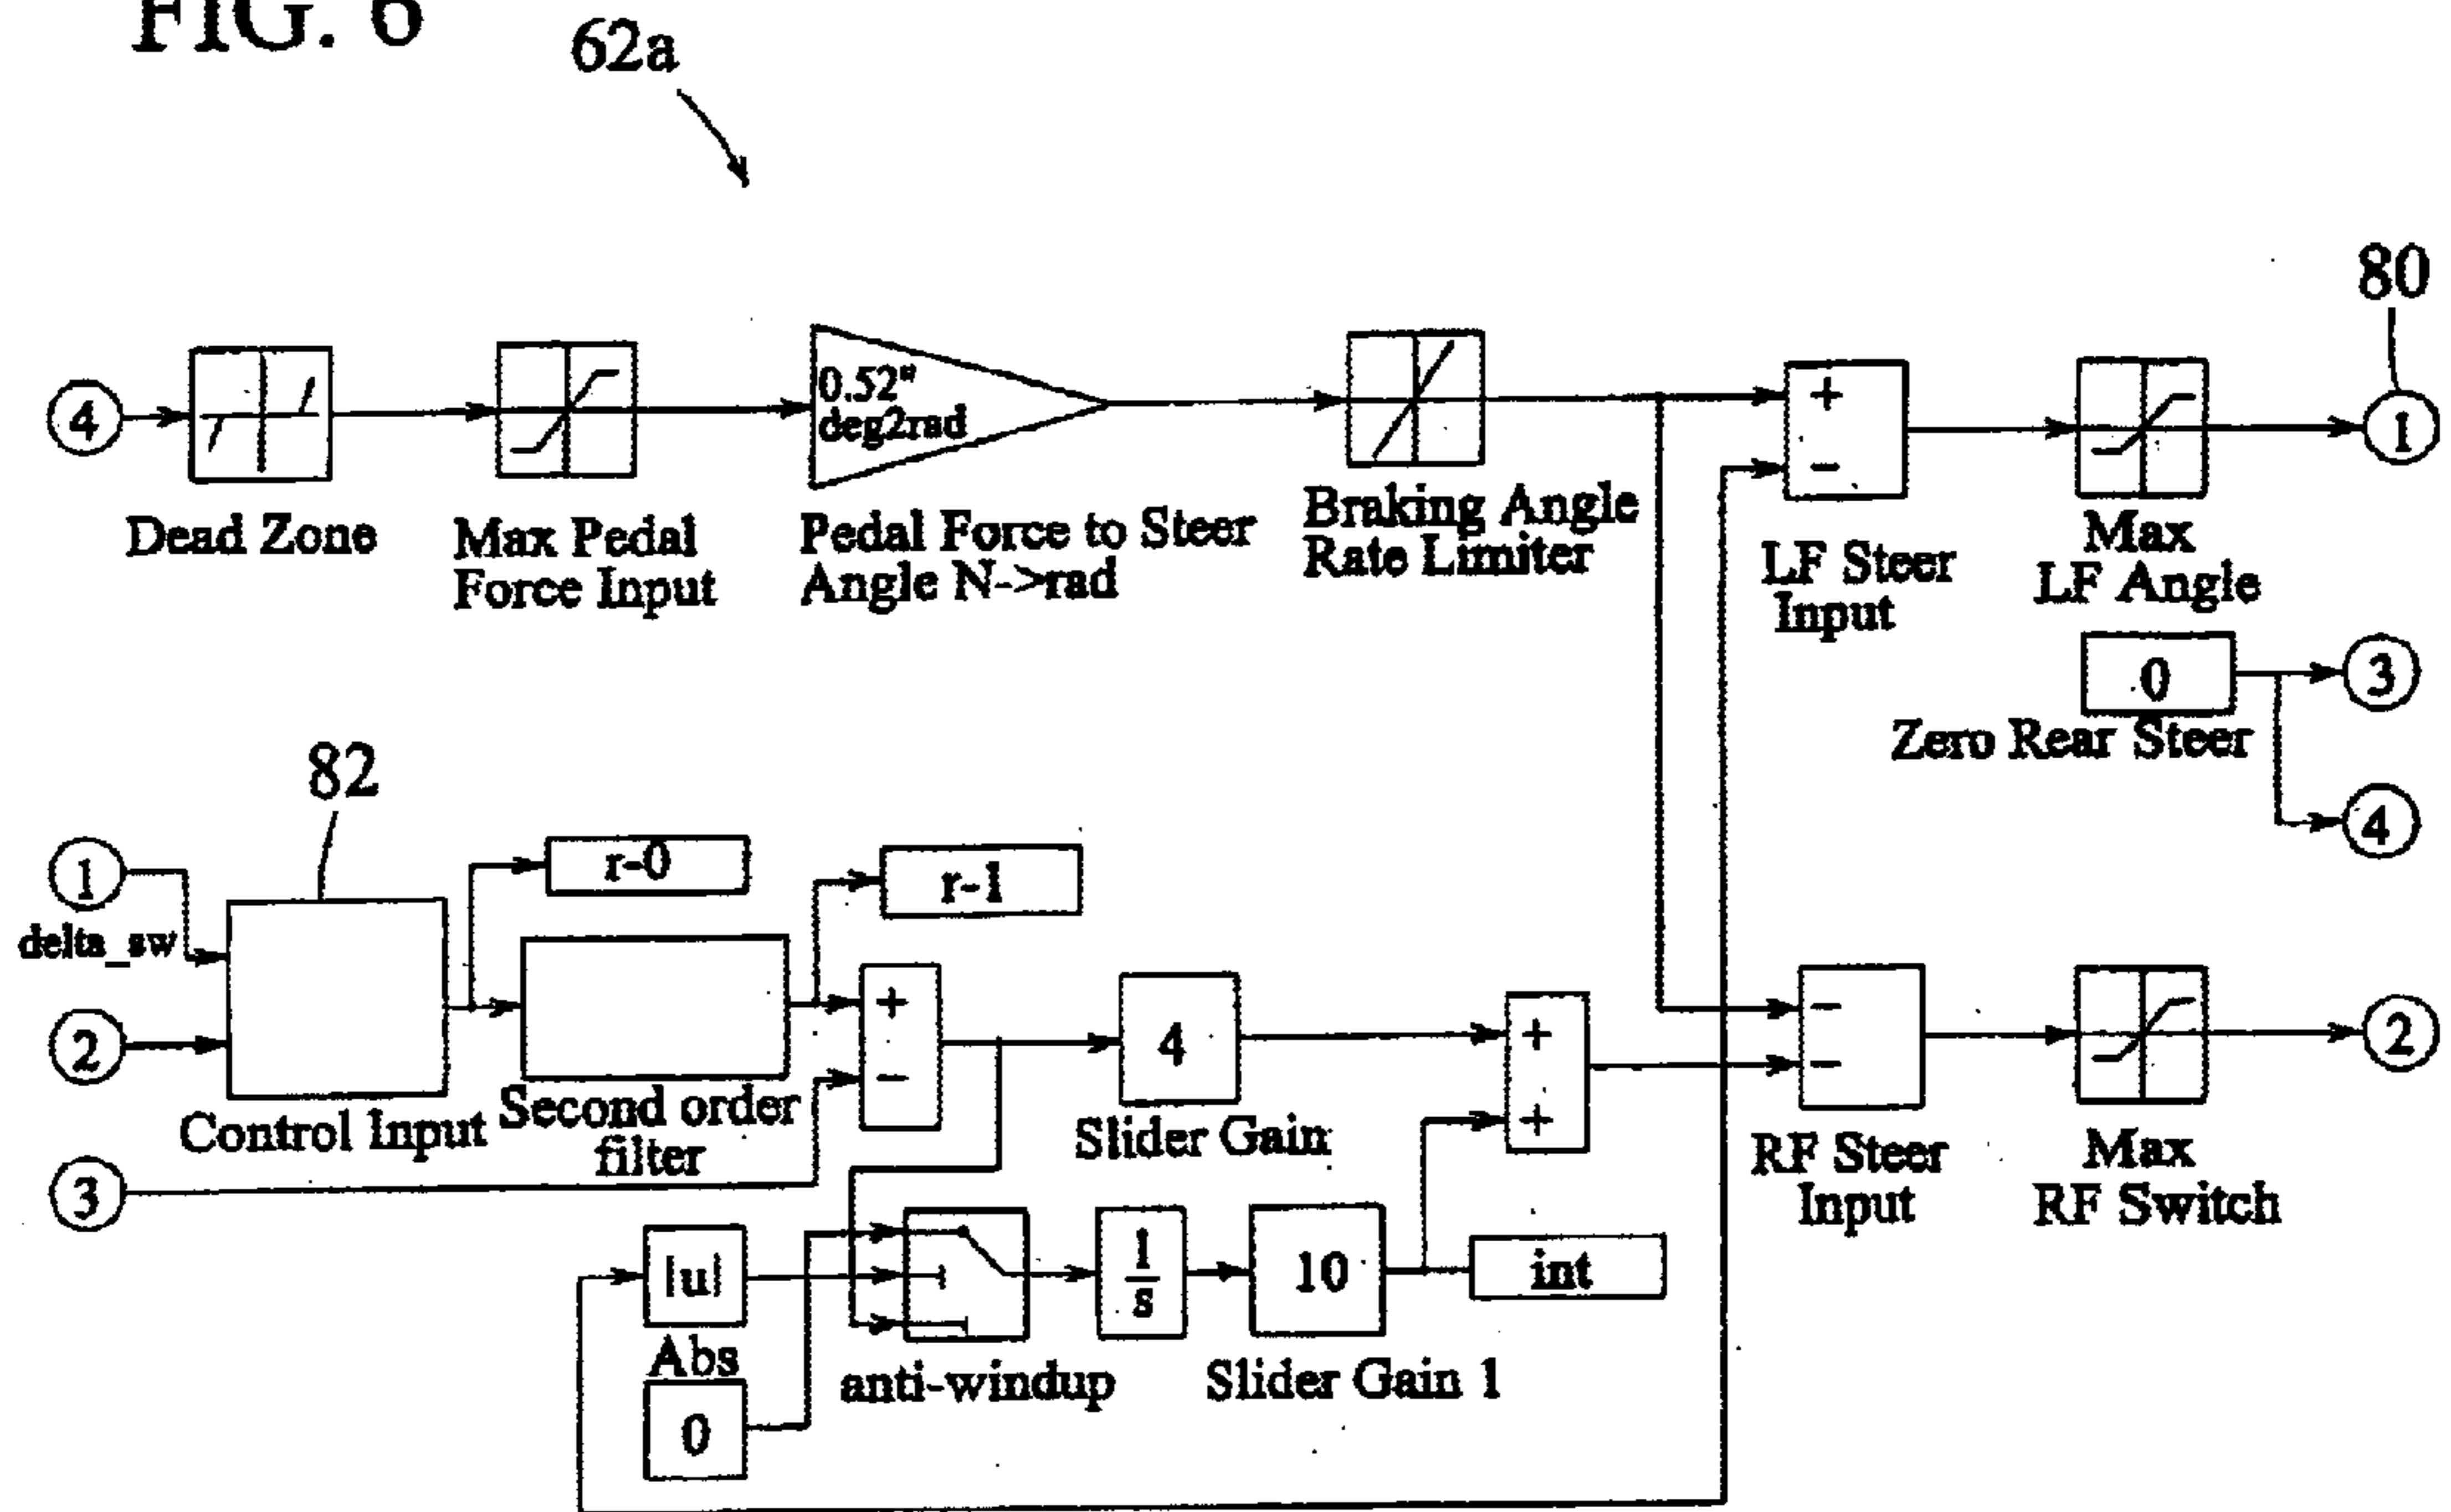 FIG. 6
62a
80
4
0.52"
deg2rad
+
-
1
Dead Zone
Max Pedal
Force Input
Pedal Force to Steer
Angle N->rad
Braking Angle
Rate Limiter
LF Steer
Input
Max
LF Angle
0
3
Zero Rear Steer
4
82
1
delta_sw
r-0
r-1
2
Control Input
Second order
filter
+
-
4
Slider Gain
+
+
-
-
2
RF Steer
Input
Max
RF Switch
3
|u|
Abs
0
anti-windup
1
s
10
Slider Gain 1
int